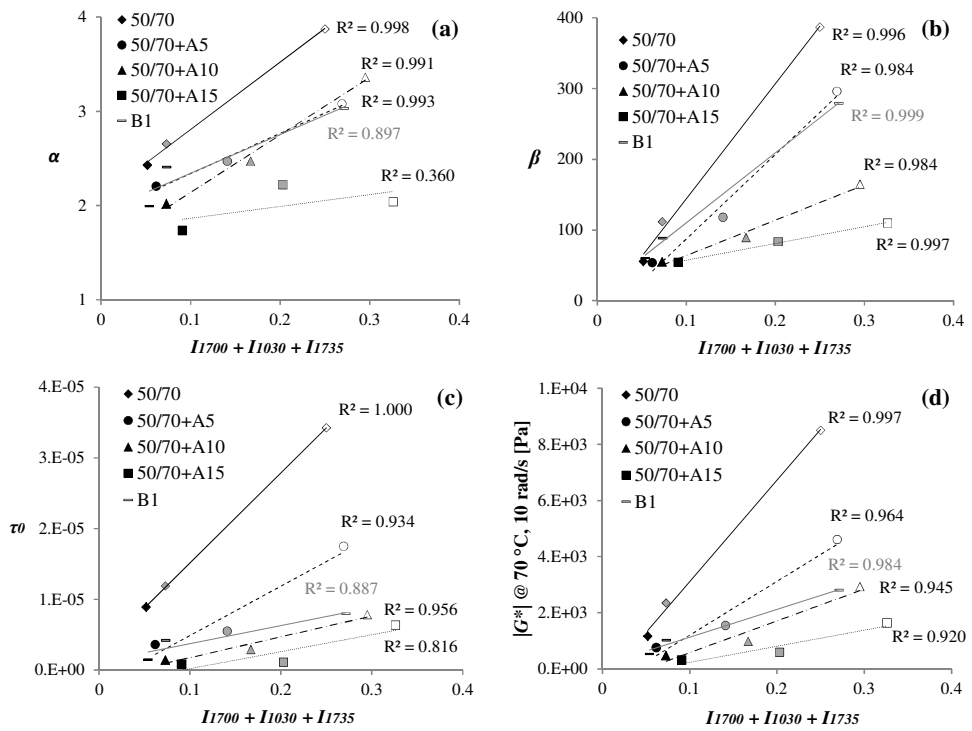 (a)
50/70
50/70+A5
50/70+A10
50/70+A15
B1
R² = 0.998
R² = 0.991
R² = 0.993
R² = 0.897
R² = 0.360
α
4
3
2
1
0
0.1
0.2
0.3
0.4
I1700 + I1030 + I1735
(b)
50/70
50/70+A5
50/70+A10
50/70+A15
B1
R² = 0.996
R² = 0.984
R² = 0.999
R² = 0.984
R² = 0.997
β
400
300
200
100
0
0
0.1
0.2
0.3
0.4
I1700 + I1030 + I1735
(c)
50/70
50/70+A5
50/70+A10
50/70+A15
B1
R² = 1.000
R² = 0.934
R² = 0.887
R² = 0.956
R² = 0.816
τ0
4.E-05
3.E-05
2.E-05
1.E-05
0.E+00
0
0.1
0.2
0.3
0.4
I1700 + I1030 + I1735
(d)
50/70
50/70+A5
50/70+A10
50/70+A15
B1
R² = 0.997
R² = 0.964
R² = 0.984
R² = 0.945
R² = 0.920
|G*| @ 70 °C, 10 rad/s [Pa]
1.E+04
8.E+03
6.E+03
4.E+03
2.E+03
0.E+00
0
0.1
0.2
0.3
0.4
I1700 + I1030 + I1735